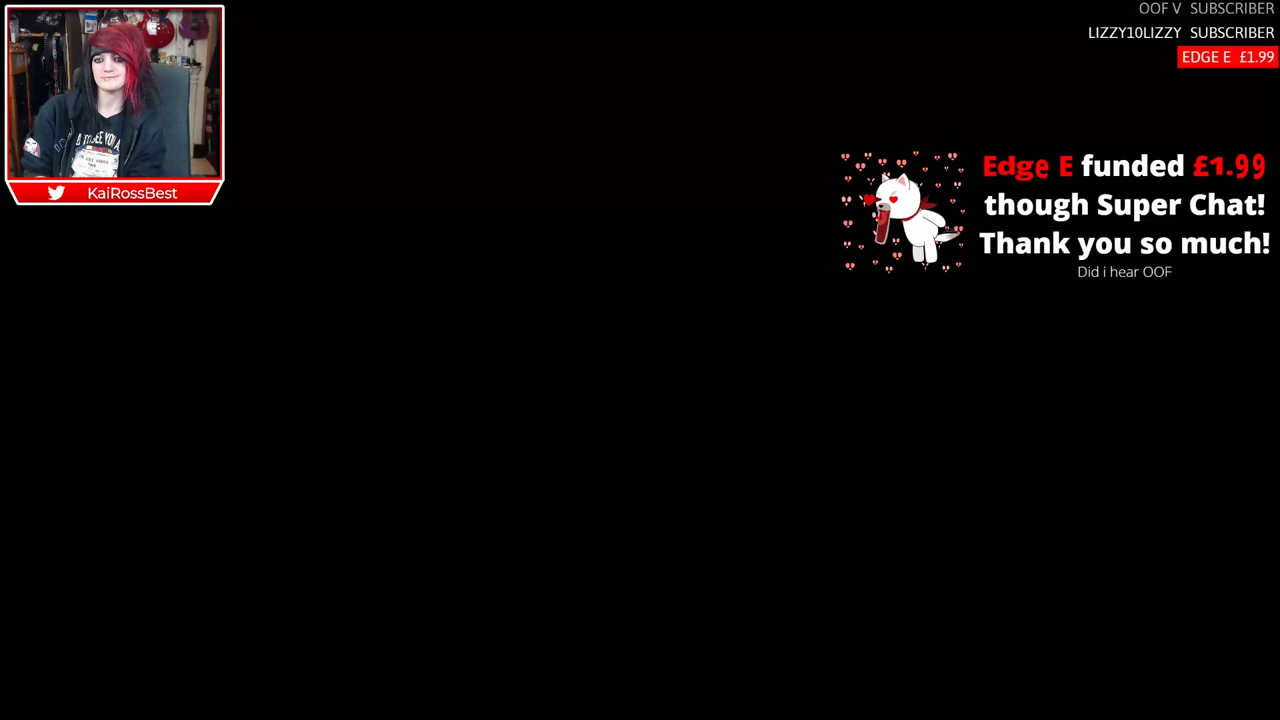 OOF V SUBSCRIBER
LIZZY10LIZZY SUBSCRIBER
EDGE E £1.99
KaiRossBest
Edge E funded £1.99
though Super Chat!
Thank you so much!
Did i hear OOF